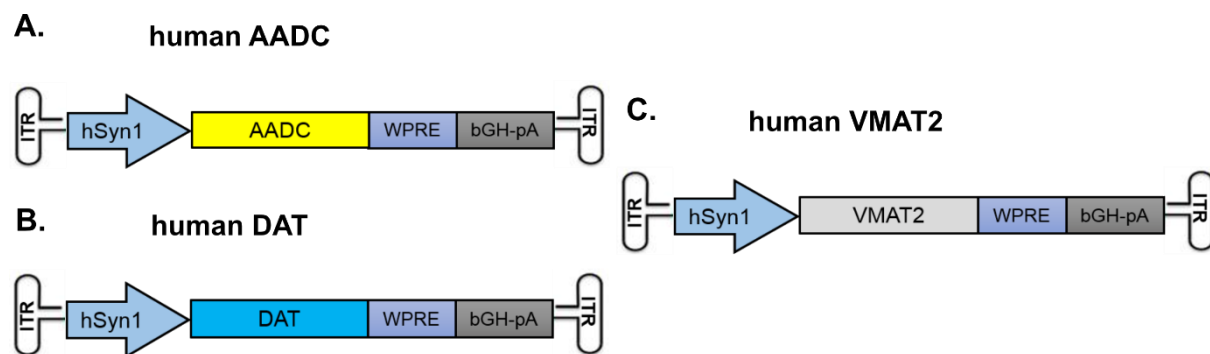 A. human AADC
ITR hSyn1 AADC WPRE bGH-pA ITR
B. human DAT
ITR hSyn1 DAT WPRE bGH-pA ITR
C. human VMAT2
ITR hSyn1 VMAT2 WPRE bGH-pA ITR